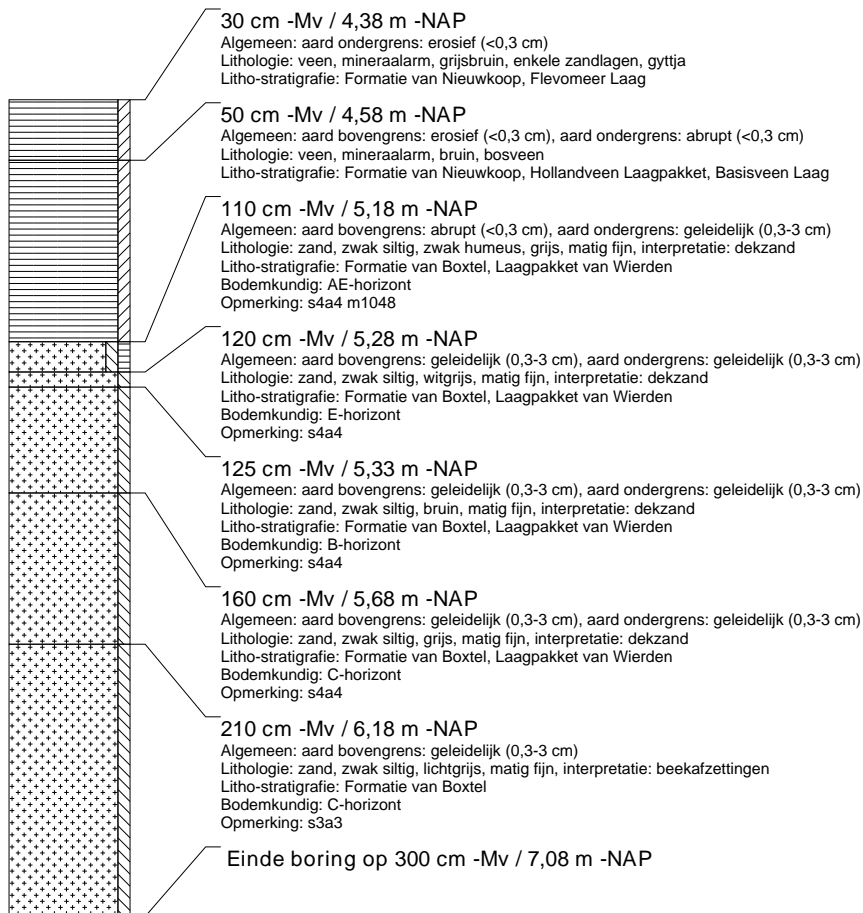 30 cm -Mv / 4,38 m -NAP
Algemeen: aard ondergrens: erosief (<0,3 cm)
Lithologie: veen, mineraalarm, grijsbruin, enkele zandlagen, gyttja
Litho-stratigrafie: Formatie van Nieuwkoop, Flevomeer Laag
50 cm -Mv / 4,58 m -NAP
Algemeen: aard bovengrens: erosief (<0,3 cm), aard ondergrens: abrupt (<0,3 cm)
Lithologie: veen, mineraalarm, bruin, bosveen
Litho-stratigrafie: Formatie van Nieuwkoop, Hollandveen Laagpakket, Basisveen Laag
110 cm -Mv / 5,18 m -NAP
Algemeen: aard bovengrens: abrupt (<0,3 cm), aard ondergrens: geleidelijk (0,3-3 cm)
Lithologie: zand, zwak siltig, zwak humeus, grijs, matig fijn, interpretatie: dekzand
Litho-stratigrafie: Formatie van Boxtel, Laagpakket van Wierden
Bodemkundig: AE-horizont
Opmerking: s4a4 m1048
120 cm -Mv / 5,28 m -NAP
Algemeen: aard bovengrens: geleidelijk (0,3-3 cm), aard ondergrens: geleidelijk (0,3-3 cm)
Lithologie: zand, zwak siltig, witgrijs, matig fijn, interpretatie: dekzand
Litho-stratigrafie: Formatie van Boxtel, Laagpakket van Wierden
Bodemkundig: E-horizont
Opmerking: s4a4
125 cm -Mv / 5,33 m -NAP
Algemeen: aard bovengrens: geleidelijk (0,3-3 cm), aard ondergrens: geleidelijk (0,3-3 cm)
Lithologie: zand, zwak siltig, bruin, matig fijn, interpretatie: dekzand
Litho-stratigrafie: Formatie van Boxtel, Laagpakket van Wierden
Bodemkundig: B-horizont
Opmerking: s4a4
160 cm -Mv / 5,68 m -NAP
Algemeen: aard bovengrens: geleidelijk (0,3-3 cm), aard ondergrens: geleidelijk (0,3-3 cm)
Lithologie: zand, zwak siltig, grijs, matig fijn, interpretatie: dekzand
Litho-stratigrafie: Formatie van Boxtel, Laagpakket van Wierden
Bodemkundig: C-horizont
Opmerking: s4a4
210 cm -Mv / 6,18 m -NAP
Algemeen: aard bovengrens: geleidelijk (0,3-3 cm)
Lithologie: zand, zwak siltig, lichtgrijs, matig fijn, interpretatie: beekafzettingen
Litho-stratigrafie: Formatie van Boxtel
Bodemkundig: C-horizont
Opmerking: s3a3
Einde boring op 300 cm -Mv / 7,08 m -NAP